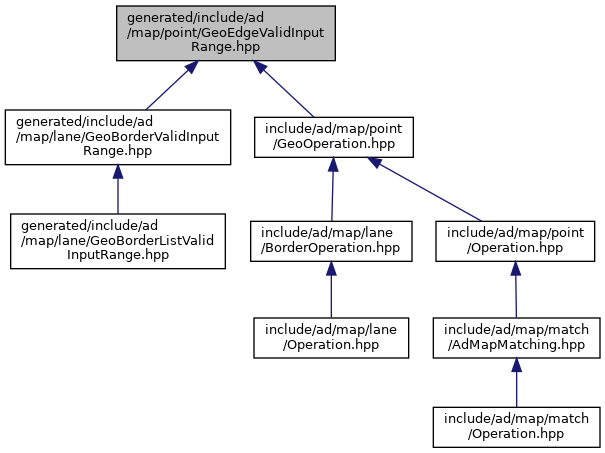 generated/include/ad
/map/point/GeoEdgeValidInput
Range.hpp
generated/include/ad
/map/lane/GeoBorderValidInput
Range.hpp
include/ad/map/point
/GeoOperation.hpp
generated/include/ad
/map/lane/GeoBorderListValid
InputRange.hpp
include/ad/map/lane
/BorderOperation.hpp
include/ad/map/point
/Operation.hpp
include/ad/map/lane
/Operation.hpp
include/ad/map/match
/AdMapMatching.hpp
include/ad/map/match
/Operation.hpp